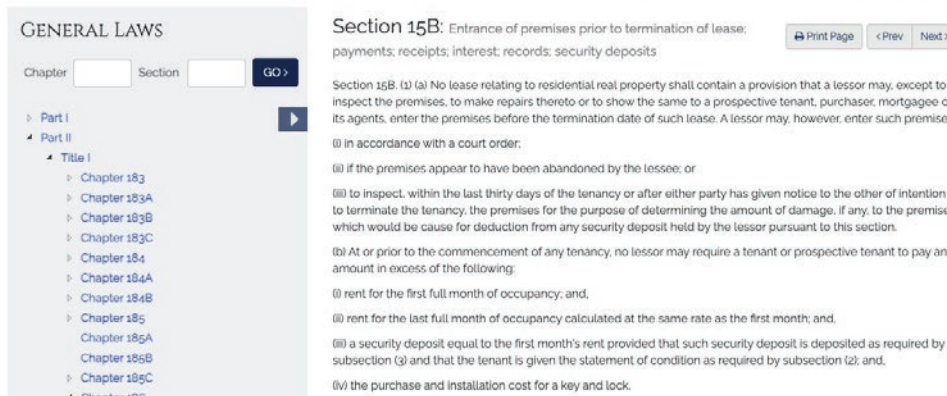 GENERAL LAWS
Chapter
Section
GO >
Part I
Part II
Title I
Chapter 183
Chapter 183A
Chapter 183B
Chapter 183C
Chapter 184
Chapter 184A
Chapter 184B
Chapter 185
Chapter 185A
Chapter 185B
Chapter 185C
Section 15B: Entrance of premises prior to termination of lease;
payments; receipts; interest; records; security deposits
Print Page
< Prev
Next >
Section 15B. (1) (a) No lease relating to residential real property shall contain a provision that a lessor may, except to
inspect the premises, to make repairs thereto or to show the same to a prospective tenant, purchaser, mortgagee
its agents, enter the premises before the termination date of such lease. A lessor may, however, enter such premise
(i) in accordance with a court order;
(ii) if the premises appear to have been abandoned by the lessee; or
(iii) to inspect, within the last thirty days of the tenancy or after either party has given notice to the other of intention
to terminate the tenancy, the premises for the purpose of determining the amount of damage, if any, to the premise
which would be cause for deduction from any security deposit held by the lessor pursuant to this section.
(b) At or prior to the commencement of any tenancy, no lessor may require a tenant or prospective tenant to pay an
amount in excess of the following:
(i) rent for the first full month of occupancy; and,
(ii) rent for the last full month of occupancy calculated at the same rate as the first month; and,
(iii) a security deposit equal to the first month's rent provided that such security deposit is deposited as required by
subsection (3) and that the tenant is given the statement of condition as required by subsection (2); and,
(iv) the purchase and installation cost for a key and lock.